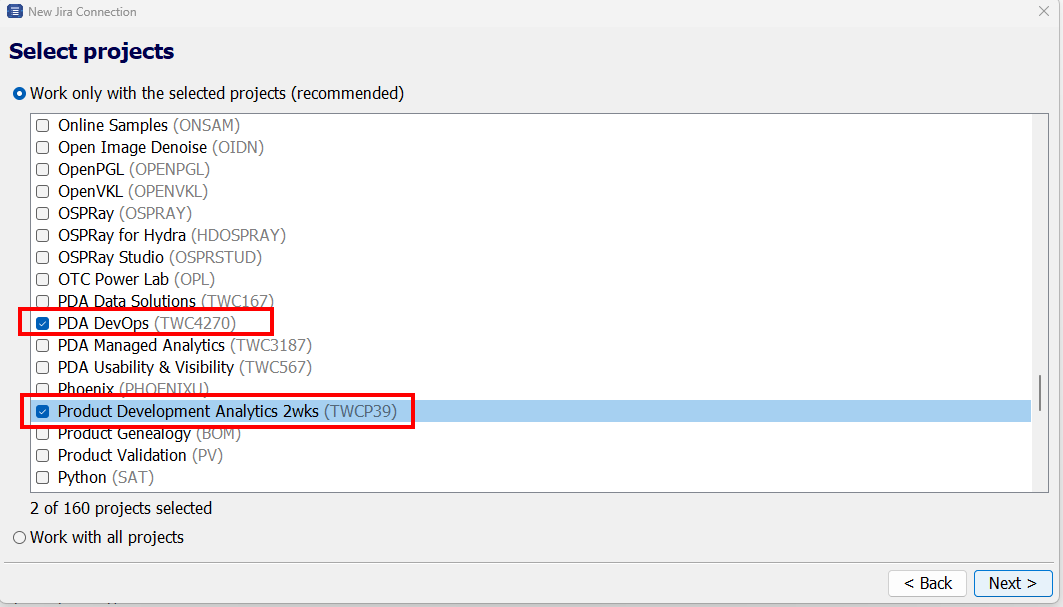 New Jira Connection
Select projects
Work only with the selected projects (recommended)
Online Samples (ONSAM)
Open Image Denoise (OIDN)
OpenPGL (OPENPGL)
OpenVKL (OPENVKL)
OSPRay (OSPRAY)
OSPRay for Hydra (HDOSPRAY)
OSPRay Studio (OSPRSTUD)
OTC Power Lab (OPL)
PDA Data Solutions (TWC167)
PDA DevOps (TWC4270)
PDA Managed Analytics (TWC3187)
PDA Usability & Visibility (TWC567)
Phoenix (PHOENIXU)
Product Development Analytics 2wks (TWCP39)
Product Genealogy (BOM)
Product Validation (PV)
Python (SAT)
2 of 160 projects selected
Work with all projects
< Back Next >